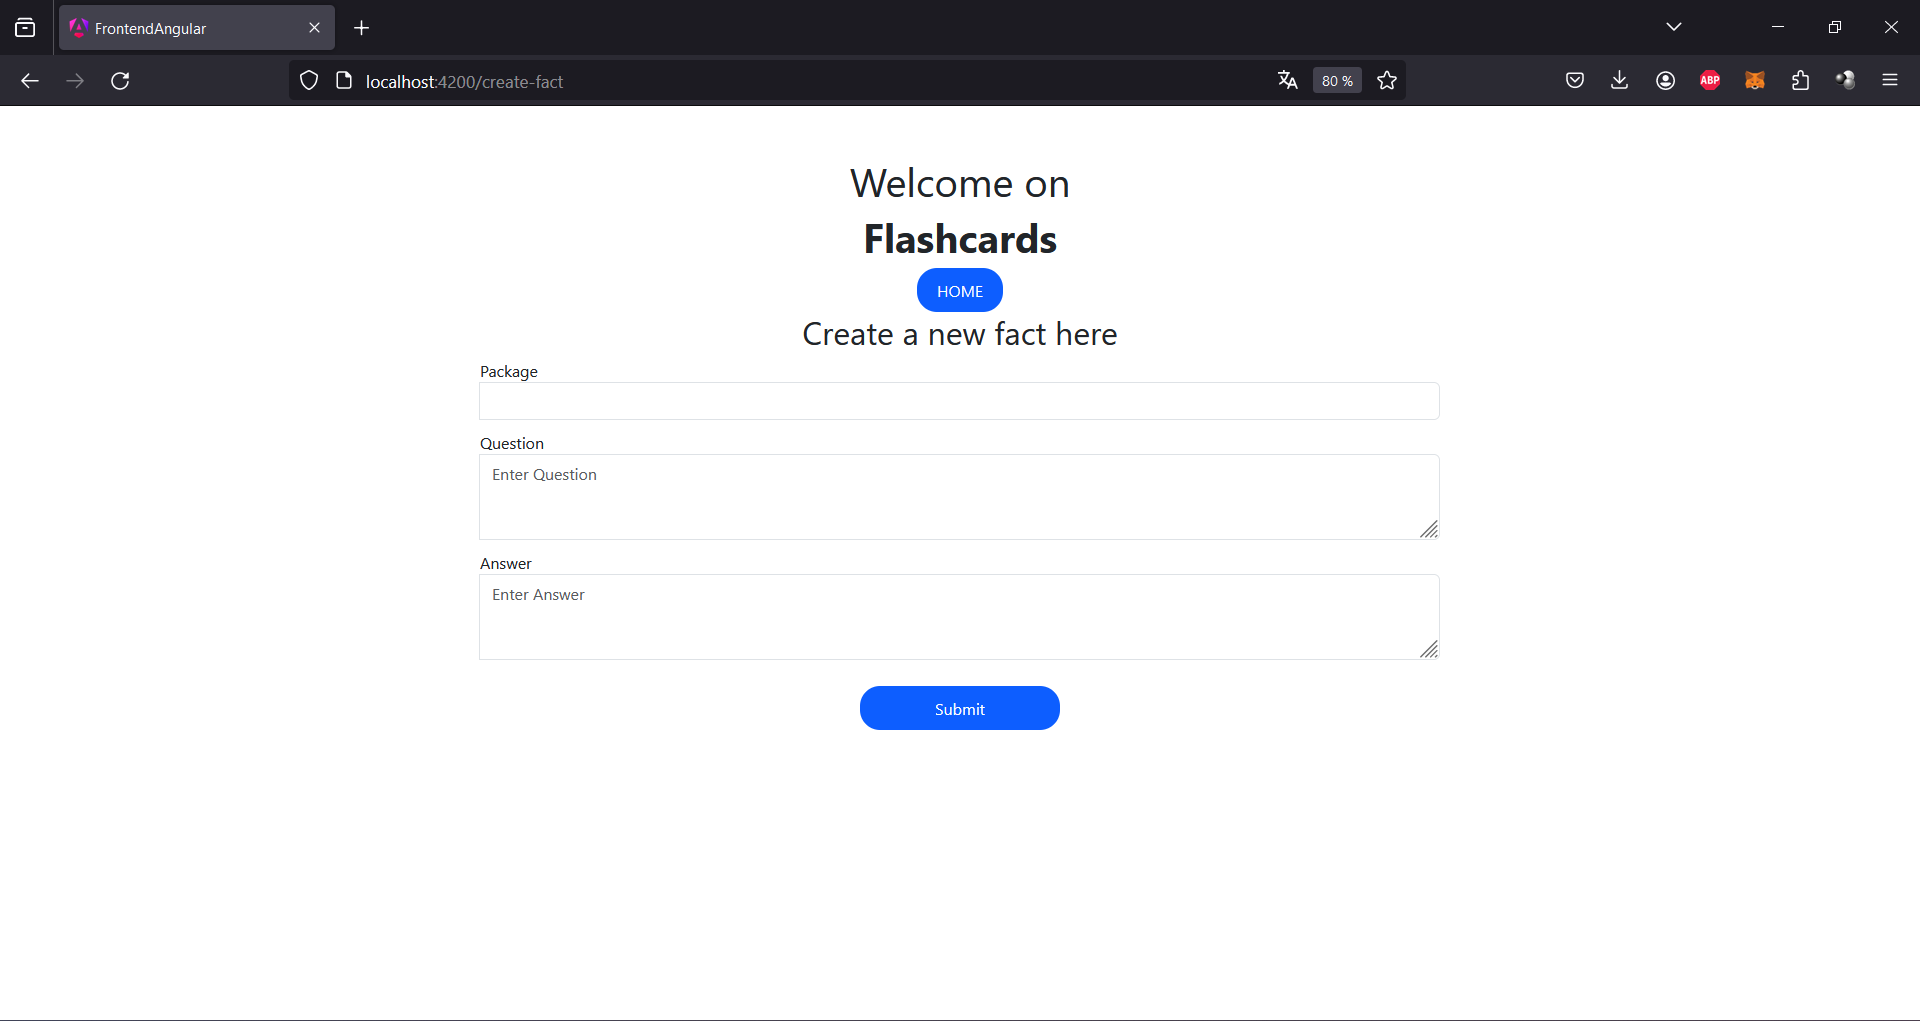 FrontendAngular
localhost:4200/create-fact
80 %
ABP
Welcome on
Flashcards
HOME
Create a new fact here
Package
Question
Enter Question
Answer
Enter Answer
Submit